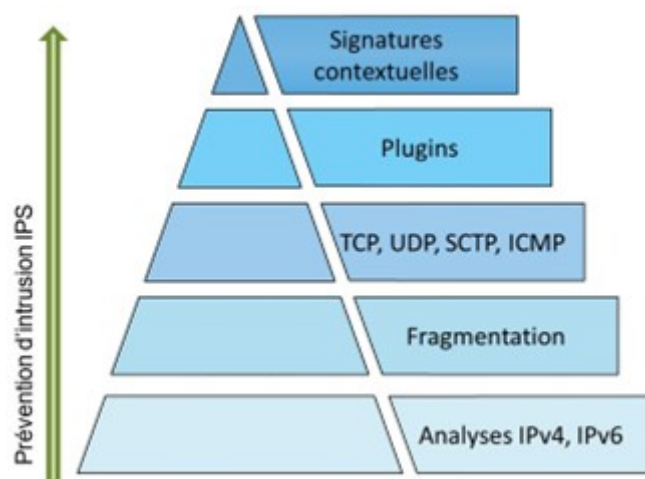 Signatures
contextuelles
Plugins
TCP, UDP, SCTP, ICMP
Fragmentation
Analyses IPv4, IPv6
Prévention d'intrusion IPS